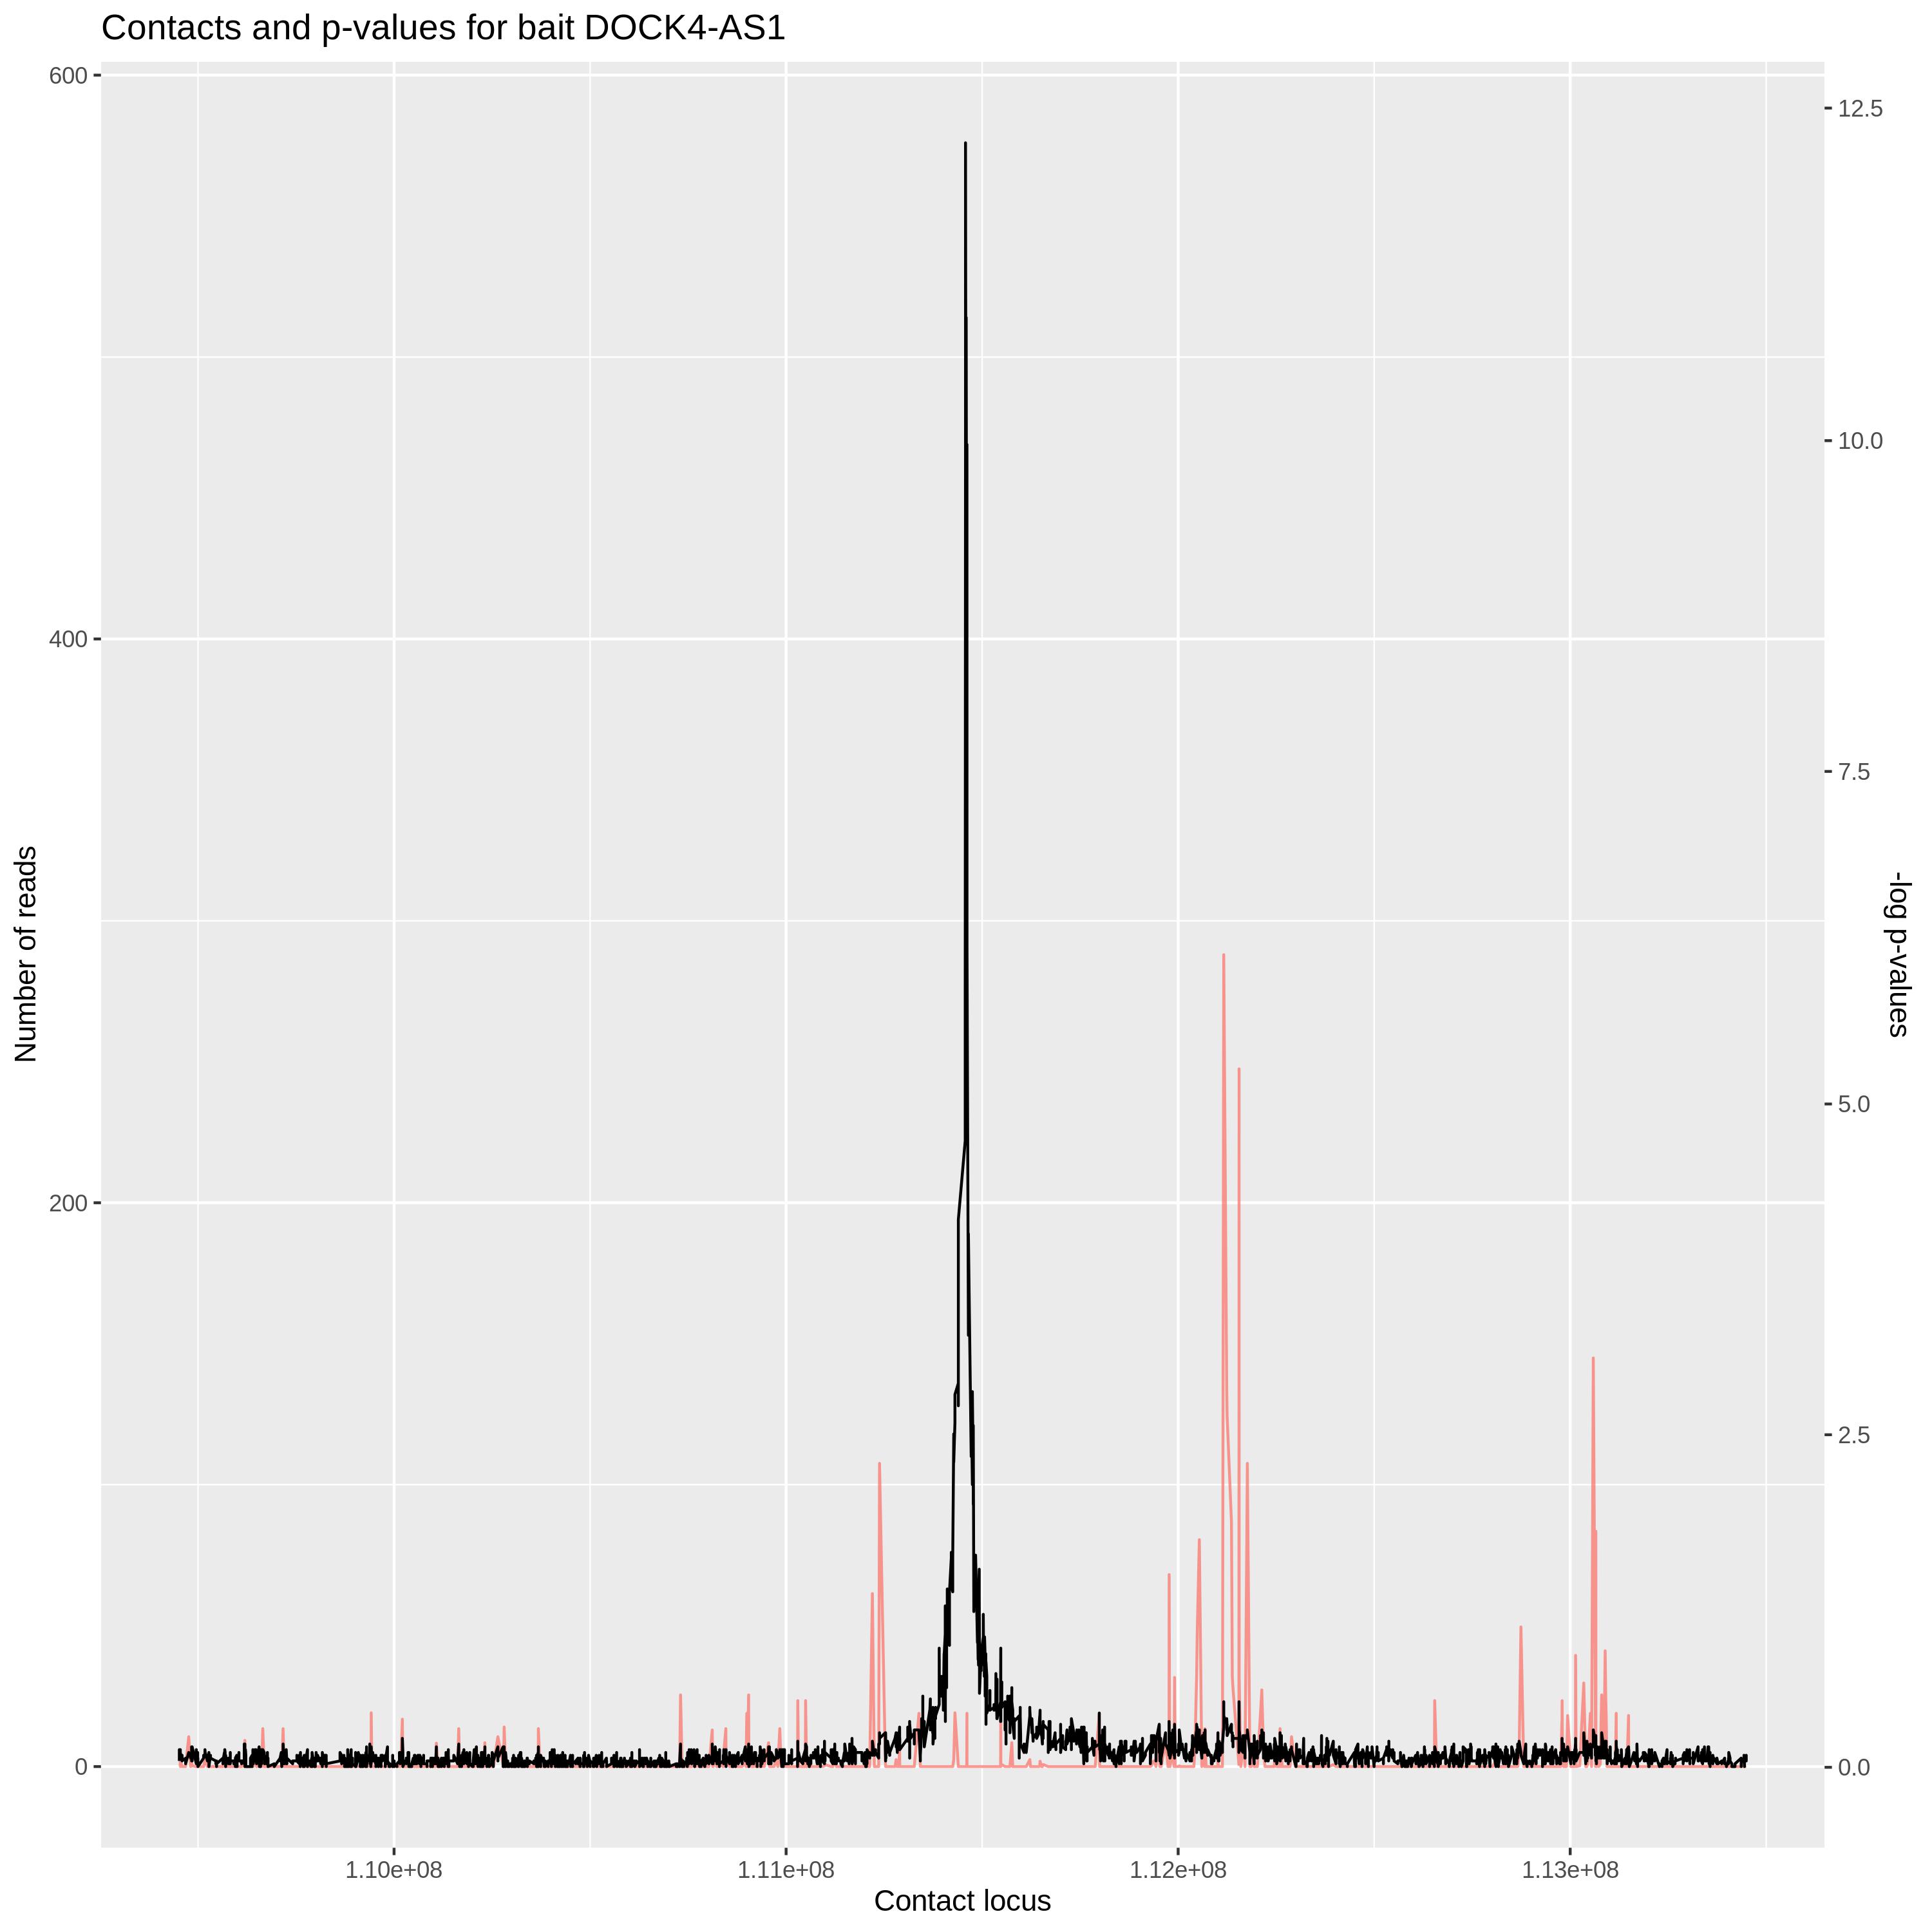 Contacts and p-values for bait DOCK4-AS1
600
400
200
0
Number of reads
12.5
10.0
7.5
5.0
2.5
0.0
-log p-values
1.10e+08
1.11e+08
1.12e+08
1.13e+08
Contact locus